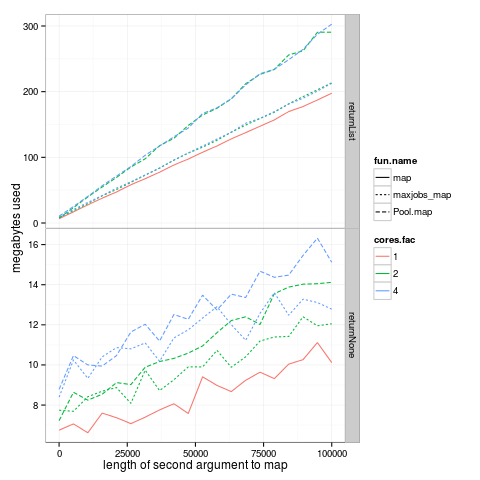 300
200
100
0
returnList
megabytes used
16
14
12
10
8
returnNone
0 25000 50000 75000 100000
length of second argument to map
fun.name
map
maxjobs_map
Pool.map
cores.fac
1
2
4